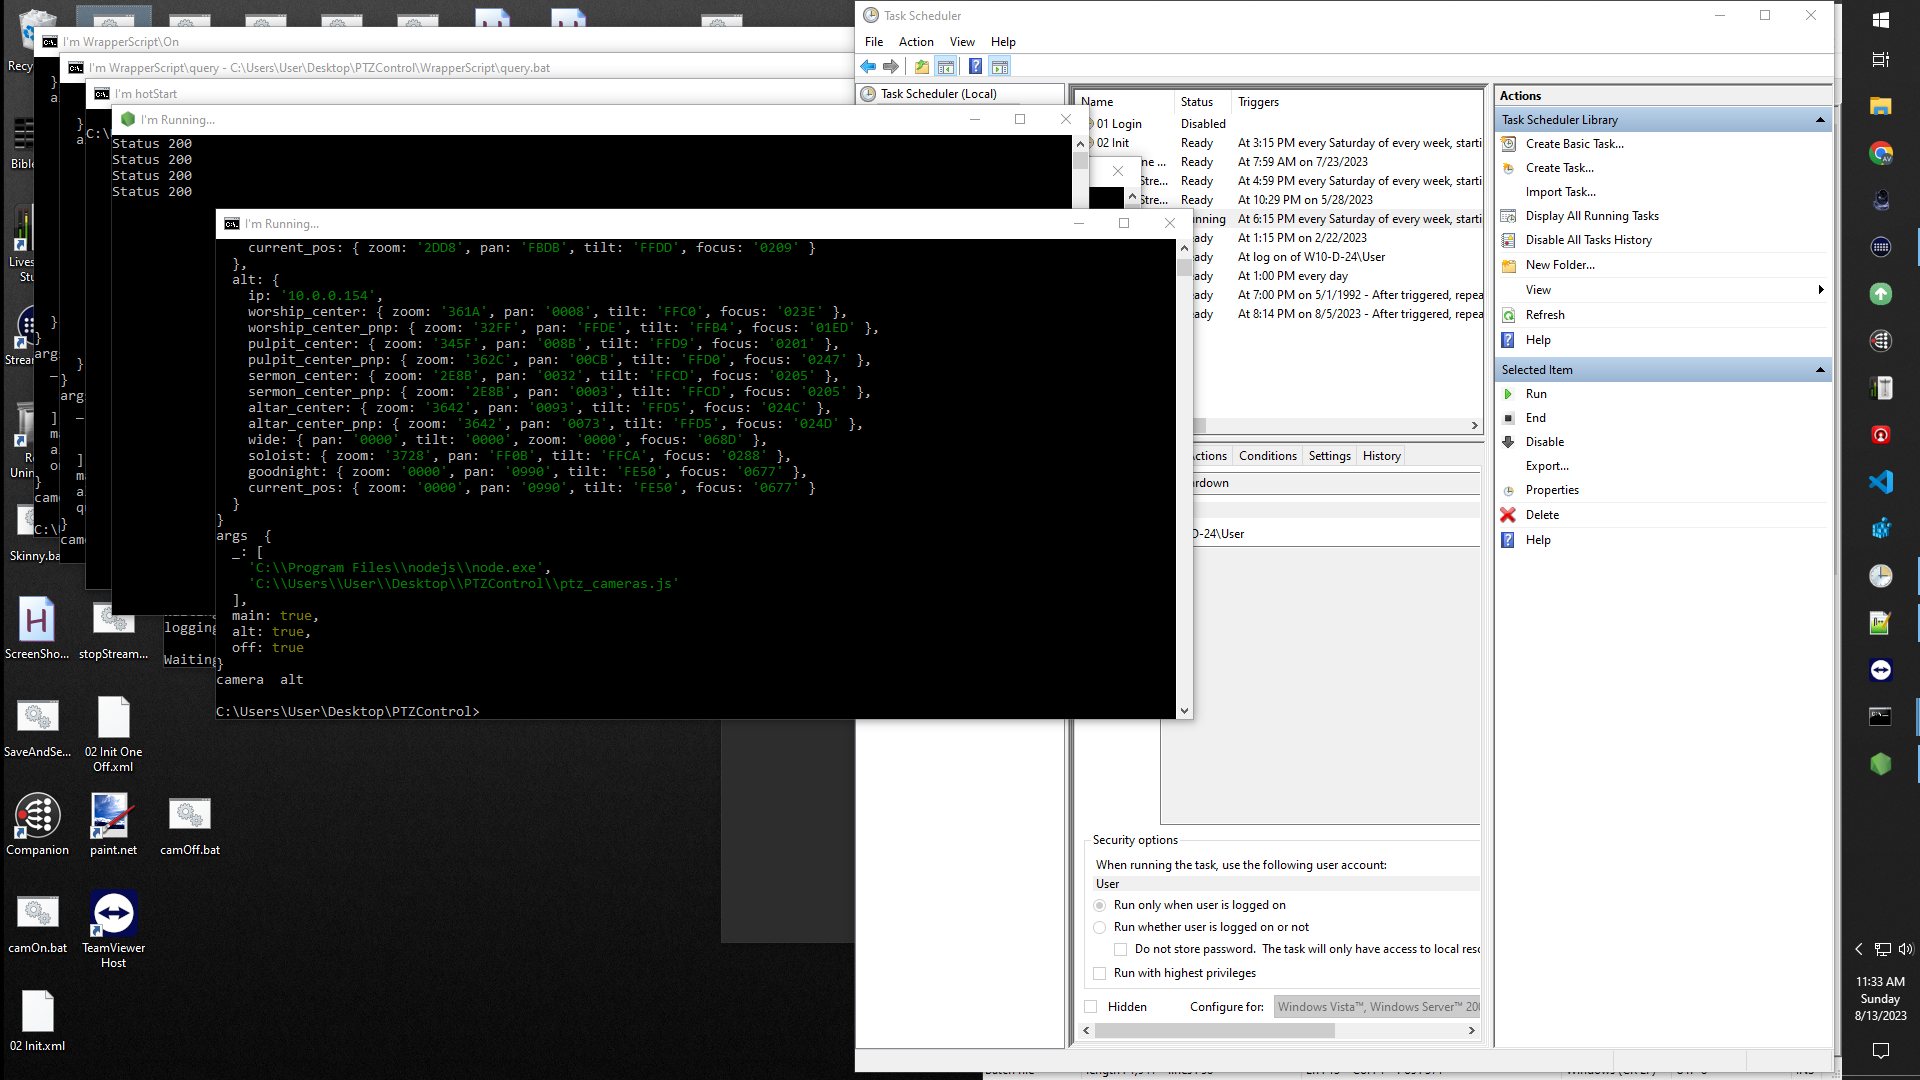 I'm WrapperScript\On
I'm WrapperScript\query - C:\Users\User\Desktop\PTZControl\WrapperScript\query.bat
I'm hotStart
I'm Running...
Status 200
Status 200
Status 200
Status 200
I'm Running...
current_pos: { zoom: '2DD8', pan: 'FBDB', tilt: 'FFDD', focus: '0209' }
},
alt: {
ip: '10.0.0.154',
worship_center: { zoom: '361A', pan: '0008', tilt: 'FFC0', focus: '023E' },
worship_center_pnp: { zoom: '32FF', pan: 'FFDE', tilt: 'FFB4', focus: '01ED' },
pulpit_center: { zoom: '345F', pan: '008B', tilt: 'FFD9', focus: '0201' },
pulpit_center_pnp: { zoom: '362C', pan: '00CB', tilt: 'FFD0', focus: '0247' },
sermon_center: { zoom: '2E8B', pan: '0032', tilt: 'FFCD', focus: '0205' },
sermon_center_pnp: { zoom: '2E8B', pan: '0003', tilt: 'FFCD', focus: '0205' },
altar_center: { zoom: '3642', pan: '0093', tilt: 'FFD5', focus: '024C' },
altar_center_pnp: { zoom: '3642', pan: '0073', tilt: 'FFD5', focus: '024D' },
wide: { pan: '0000', tilt: '0000', zoom: '0000', focus: '068D' },
soloist: { zoom: '3728', pan: 'FF0B', tilt: 'FFCA', focus: '0288' },
goodnight: { zoom: '0000', pan: '0990', tilt: 'FE50', focus: '0677' },
current_pos: { zoom: '0000', pan: '0990', tilt: 'FE50', focus: '0677' }
}
}
args {
_: [
'C:\\Program Files\\nodejs\\node.exe',
'C:\\Users\\User\\Desktop\\PTZControl\\ptz_cameras.js'
],
main: true,
alt: true,
off: true
}
camera alt
C:\Users\User\Desktop\PTZControl>
logging
Waiting
Skinny.ba
ScreenSho...
stopStream...
SaveAndSe...
02 Init One
Off.xml
Companion
paint.net
camOff.bat
camOn.bat
TeamViewer
Host
02 Init.xml
Task Scheduler
File Action View Help
Task Scheduler (Local)
Name Status Triggers
01 Login Disabled
02 Init Ready At 3:15 PM every Saturday of every week, starti
ne ... Ready At 7:59 AM on 7/23/2023
Stre... Ready At 4:59 PM every Saturday of every week, starti
Stre... Ready At 10:29 PM on 5/28/2023
nning At 6:15 PM every Saturday of every week, starti
ady At 1:15 PM on 2/22/2023
ady At log on of W10-D-24\User
ady At 1:00 PM every day
ady At 7:00 PM on 5/1/1992 - After triggered, repea
ady At 8:14 PM on 8/5/2023 - After triggered, repea
ctions Conditions Settings History
rdown
D-24\User
Security options
When running the task, use the following user account:
User
Run only when user is logged on
Run whether user is logged on or not
Do not store password. The task will only have access to local resc
Run with highest privileges
Hidden Configure for: Windows Vista™, Windows Server™ 200
Actions
Task Scheduler Library
Create Basic Task...
Create Task...
Import Task...
Display All Running Tasks
Disable All Tasks History
New Folder...
View
Refresh
Help
Selected Item
Run
End
Disable
Export...
Properties
Delete
Help
11:33 AM
Sunday
8/13/2023